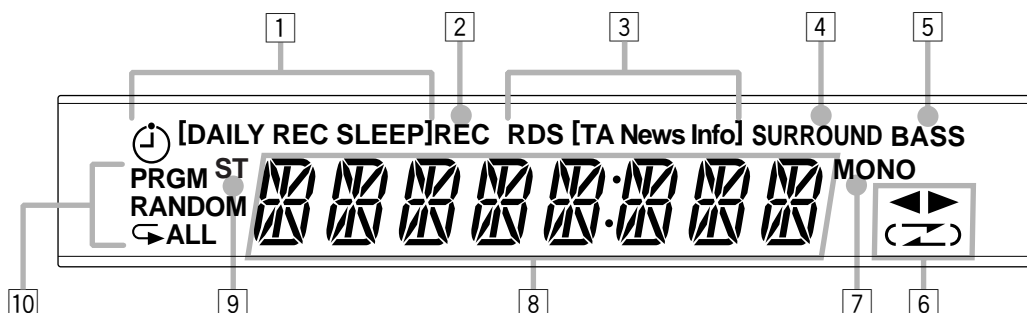 1 2 3 4 5
[DAILY REC SLEEP] REC RDS [TA News Info] SURROUND BASS
PRGM ST MONO
RANDOM
ALL
10 9 8 7 6